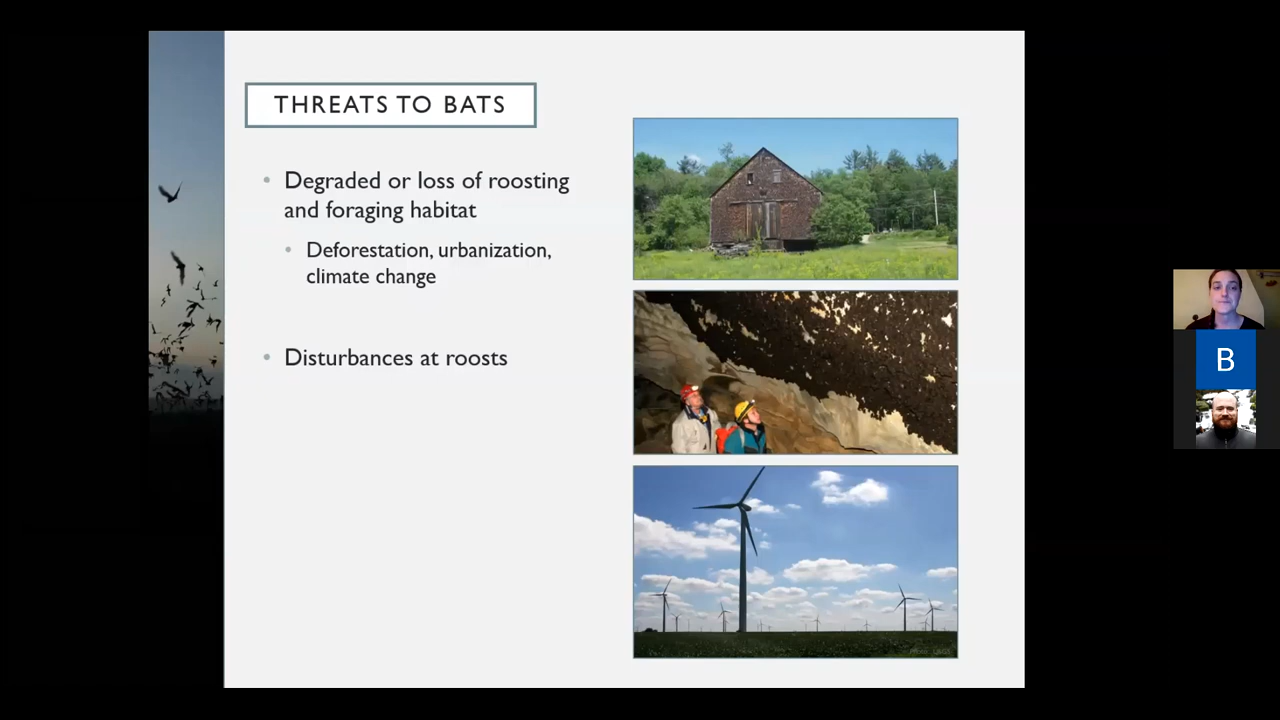 THREATS TO BATS
Degraded or loss of roosting
and foraging habitat
Deforestation, urbanization,
climate change
Disturbances at roosts
B